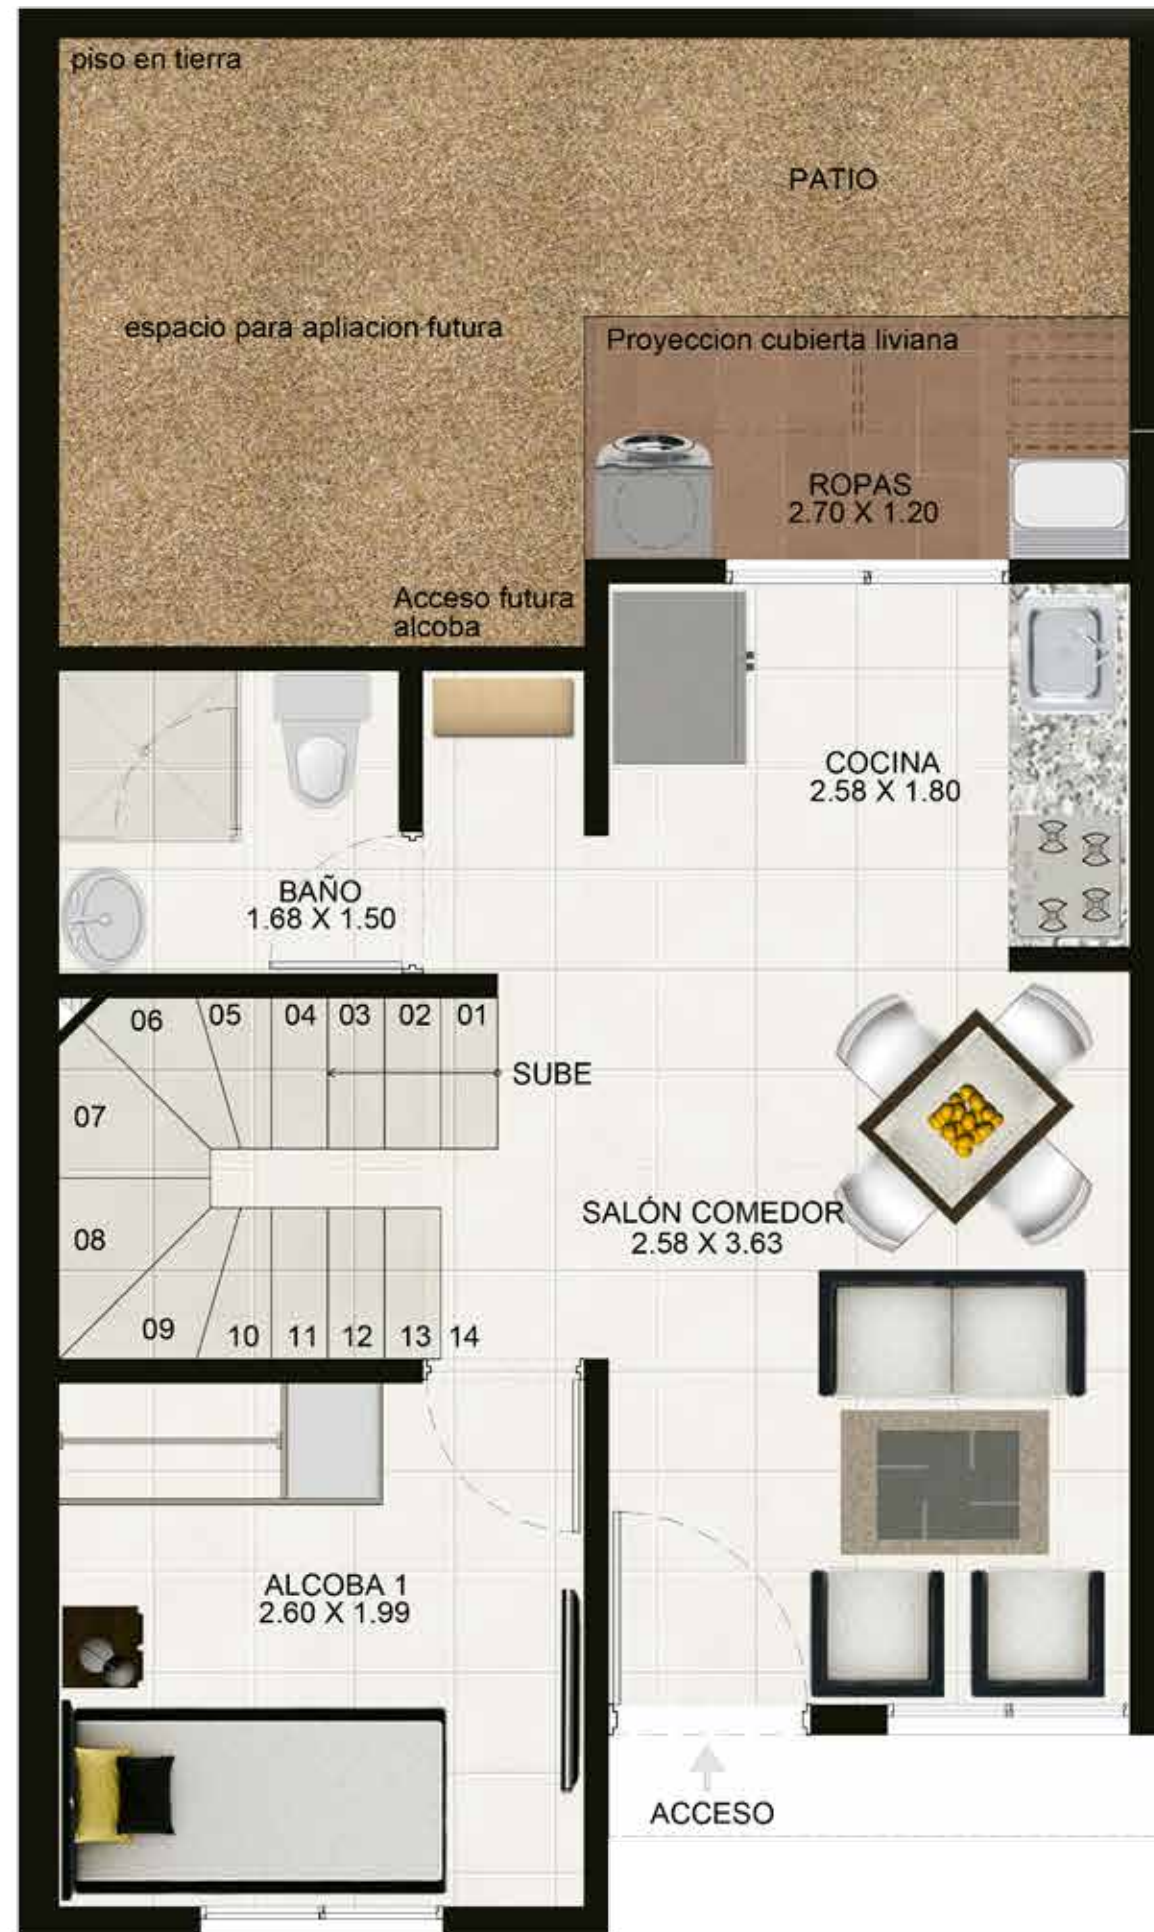 piso en tierra
PATIO
espacio para apliacion futura
Proyeccion cubierta liviana
ROPAS
2.70 X 1.20
Acceso futura
alcoba
COCINA
2.58 X 1.80
BAÑO
1.68 X 1.50
06 05 04 03 02 01
SUBE
07
08
SALÓN COMEDOR
2.58 X 3.63
09 10 11 12 13 14
ALCOBA 1
2.60 X 1.99
ACCESO